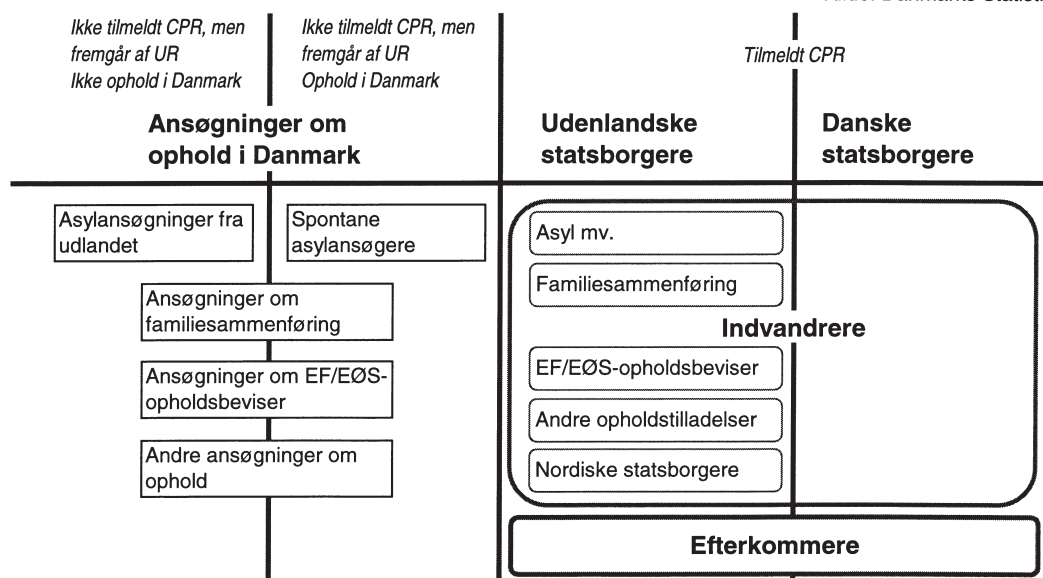 Ikke tilmeldt CPR, men
fremgår af UR
Ikke ophold i Danmark
Ikke tilmeldt CPR, men
fremgår af UR
Ophold i Danmark
Tilmeldt CPR
Ansøgninger om
ophold i Danmark
Udenlandske
statsborgere
Danske
statsborgere
Asylansøgninger fra
udlandet
Spontane
asylansøgere
Ansøgninger om
familiesammenføring
Ansøgninger om EF/EØS-
opholdsbeviser
Andre ansøgninger om
ophold
Asyl mv.
Familiesammenføring
Indvandrere
EF/EØS-opholdsbeviser
Andre opholdstilladelser
Nordiske statsborgere
Efterkommere